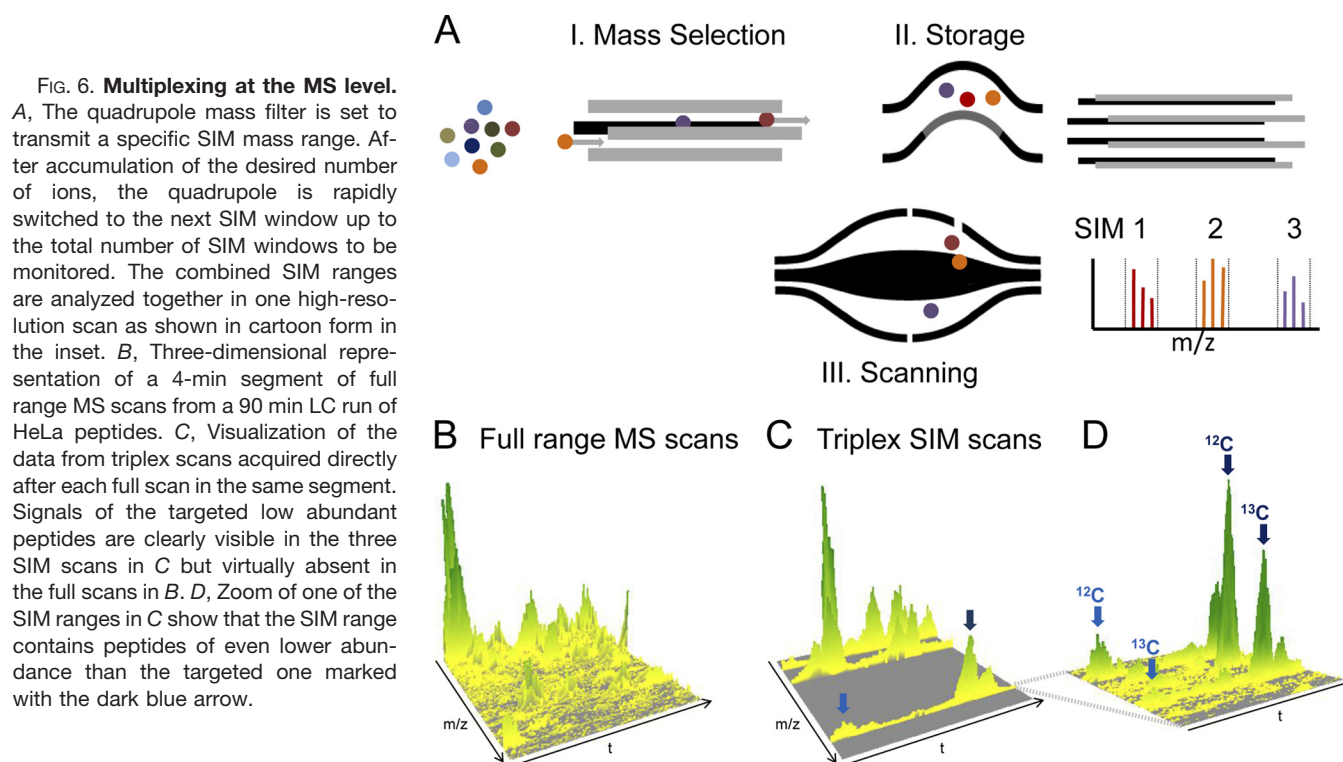 FIG. 6. Multiplexing at the MS level.
A, The quadrupole mass filter is set to
transmit a specific SIM mass range. Af-
ter accumulation of the desired number
of ions, the quadrupole is rapidly
switched to the next SIM window up to
the total number of SIM windows to be
monitored. The combined SIM ranges
are analyzed together in one high-reso-
lution scan as shown in cartoon form in
the inset. B, Three-dimensional repre-
sentation of a 4-min segment of full
range MS scans from a 90 min LC run of
HeLa peptides. C, Visualization of the
data from triplex scans acquired directly
after each full scan in the same segment.
Signals of the targeted low abundant
peptides are clearly visible in the three
SIM scans in C but virtually absent in
the full scans in B. D, Zoom of one of the
SIM ranges in C show that the SIM range
contains peptides of even lower abun-
dance than the targeted one marked
with the dark blue arrow.
A
I. Mass Selection
II. Storage
SIM 1 2 3
m/z
III. Scanning
B Full range MS scans
m/z
t
C Triplex SIM scans
m/z
t
D
¹²C
¹³C
¹²C
¹³C
t